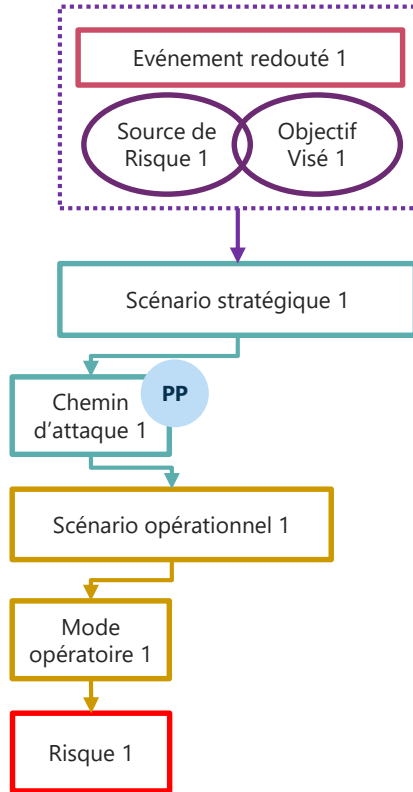 Evénement redouté 1
Source de
Risque 1
Objectif
Visé 1
Scénario stratégique 1
PP
Chemin
d'attaque 1
Scénario opérationnel 1
Mode
opératoire 1
Risque 1